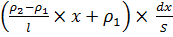 (ρ₂−ρ₁/l × x + ρ₁) × dx/S